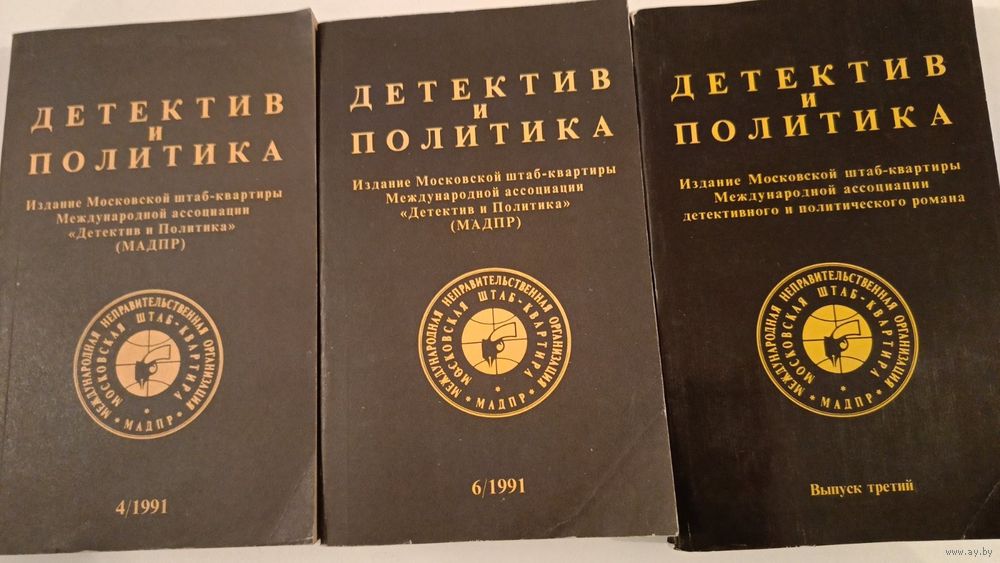 ДЕТЕКТИВ
И
ПОЛИТИКА
Издание Московской штаб-квартиры
Международной ассоциации
«Детектив и Политика»
(МАДПР)
МЕЖДУНАРОДНАЯ НЕПРАВИТЕЛЬСТВЕННАЯ ОРГАНИЗАЦИЯ
МОСКОВСКАЯ ШТАБ-КВАРТИРА
* МАДПР *
4/1991
ДЕТЕКТИВ
И
ПОЛИТИКА
Издание Московской штаб-квартиры
Международной ассоциации
«Детектив и Политика»
(МАДПР)
МЕЖДУНАРОДНАЯ НЕПРАВИТЕЛЬСТВЕННАЯ ОРГАНИЗАЦИЯ
МОСКОВСКАЯ ШТАБ-КВАРТИРА
* МАДПР *
6/1991
ДЕТЕКТИВ
И
ПОЛИТИКА
Издание Московской штаб-квартиры
Международной ассоциации
детективного и политического романа
МЕЖДУНАРОДНАЯ НЕПРАВИТЕЛЬСТВЕННАЯ ОРГАНИЗАЦИЯ
МОСКОВСКАЯ ШТАБ-КВАРТИРА
* МАДПР *
Выпуск третий
www.ay.by